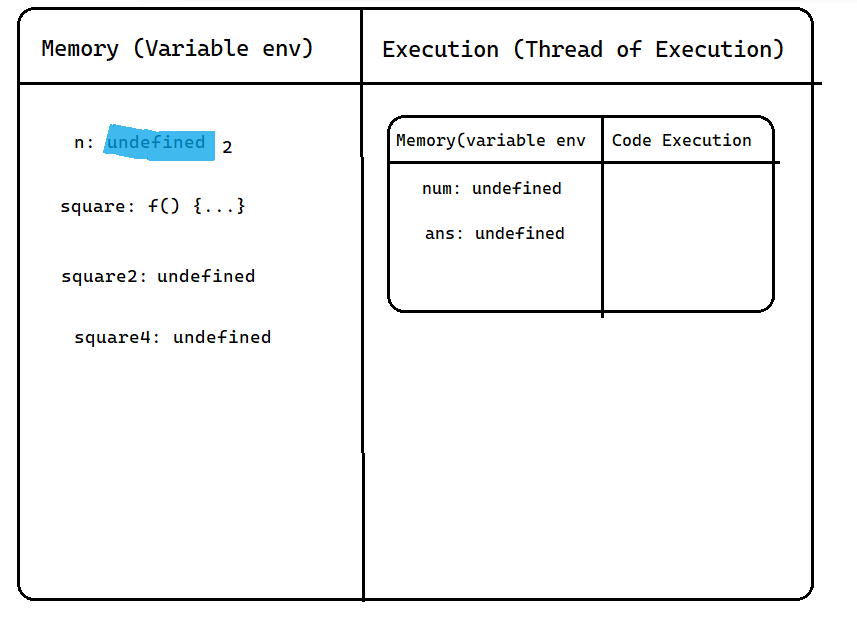 Memory (Variable env)
Execution (Thread of Execution)
n: undefined 2
square: f() {...}
square2: undefined
square4: undefined
Memory(variable env
Code Execution
num: undefined
ans: undefined